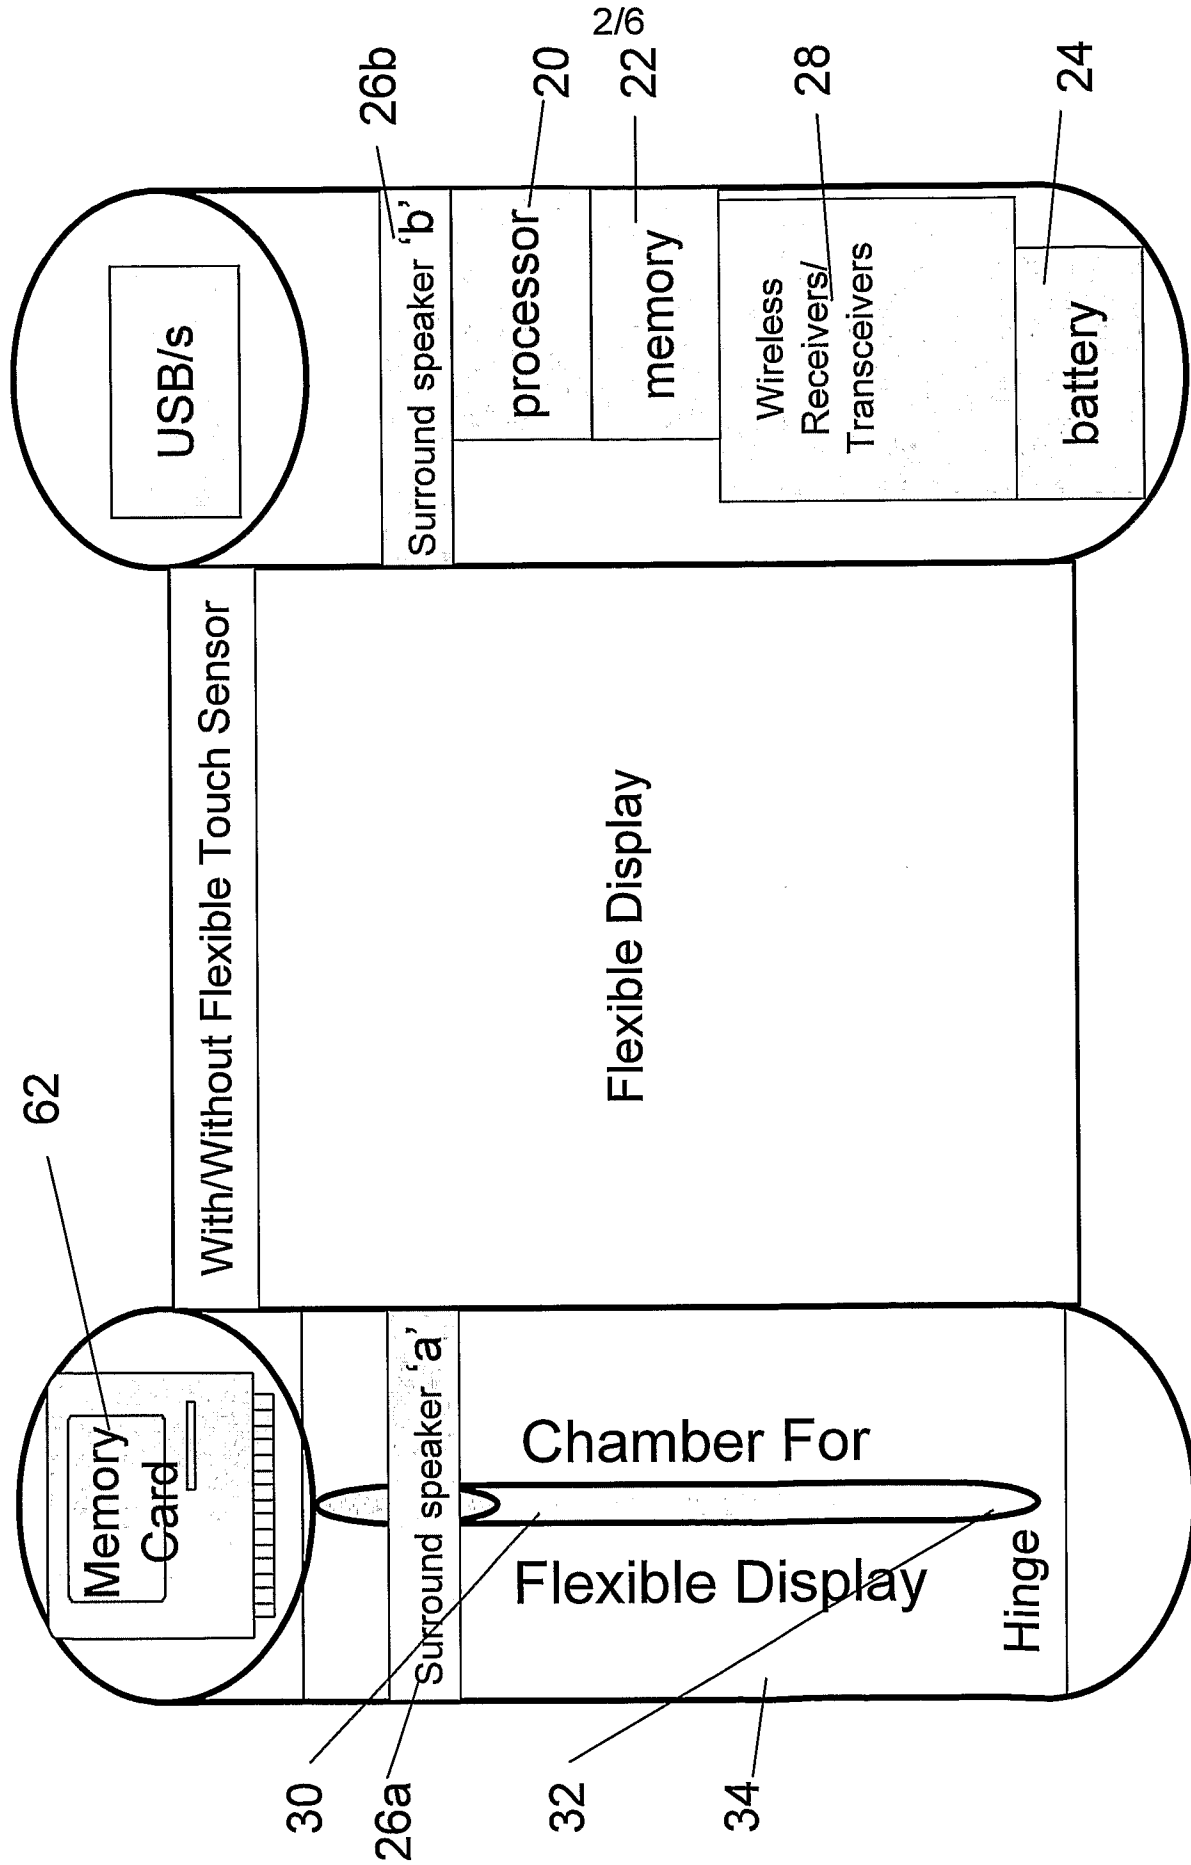 2/6
62
Memory
Card
30
26a
Surround speaker 'a'
32
34
Chamber For
Flexible Display
Hinge
With/Without Flexible Touch Sensor
Flexible Display
USB/s
Surround speaker 'b'
26b
processor
20
memory
22
Wireless
Receivers/
Transceivers
28
battery
24